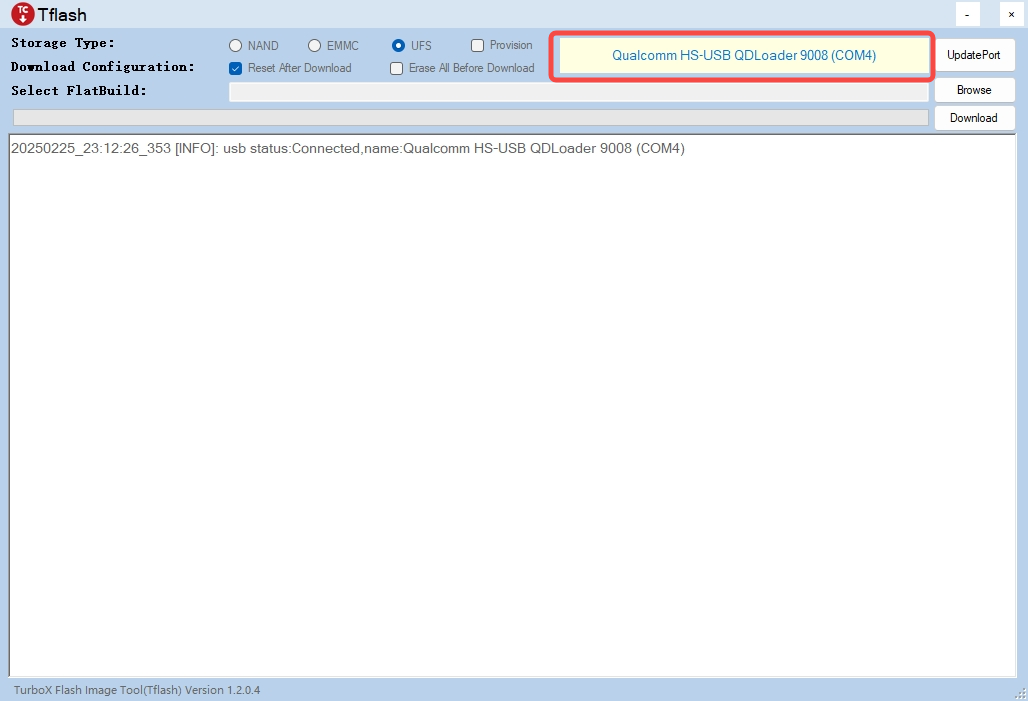 TC Tflash - ×
Storage Type: NAND EMMC UFS Provision Qualcomm HS-USB QDLoader 9008 (COM4) UpdatePort
Download Configuration: Reset After Download Erase All Before Download
Select FlatBuild: Browse
Download
20250225_23:12:26_353 [INFO]: usb status:Connected,name:Qualcomm HS-USB QDLoader 9008 (COM4)
TurboX Flash Image Tool(Tflash) Version 1.2.0.4